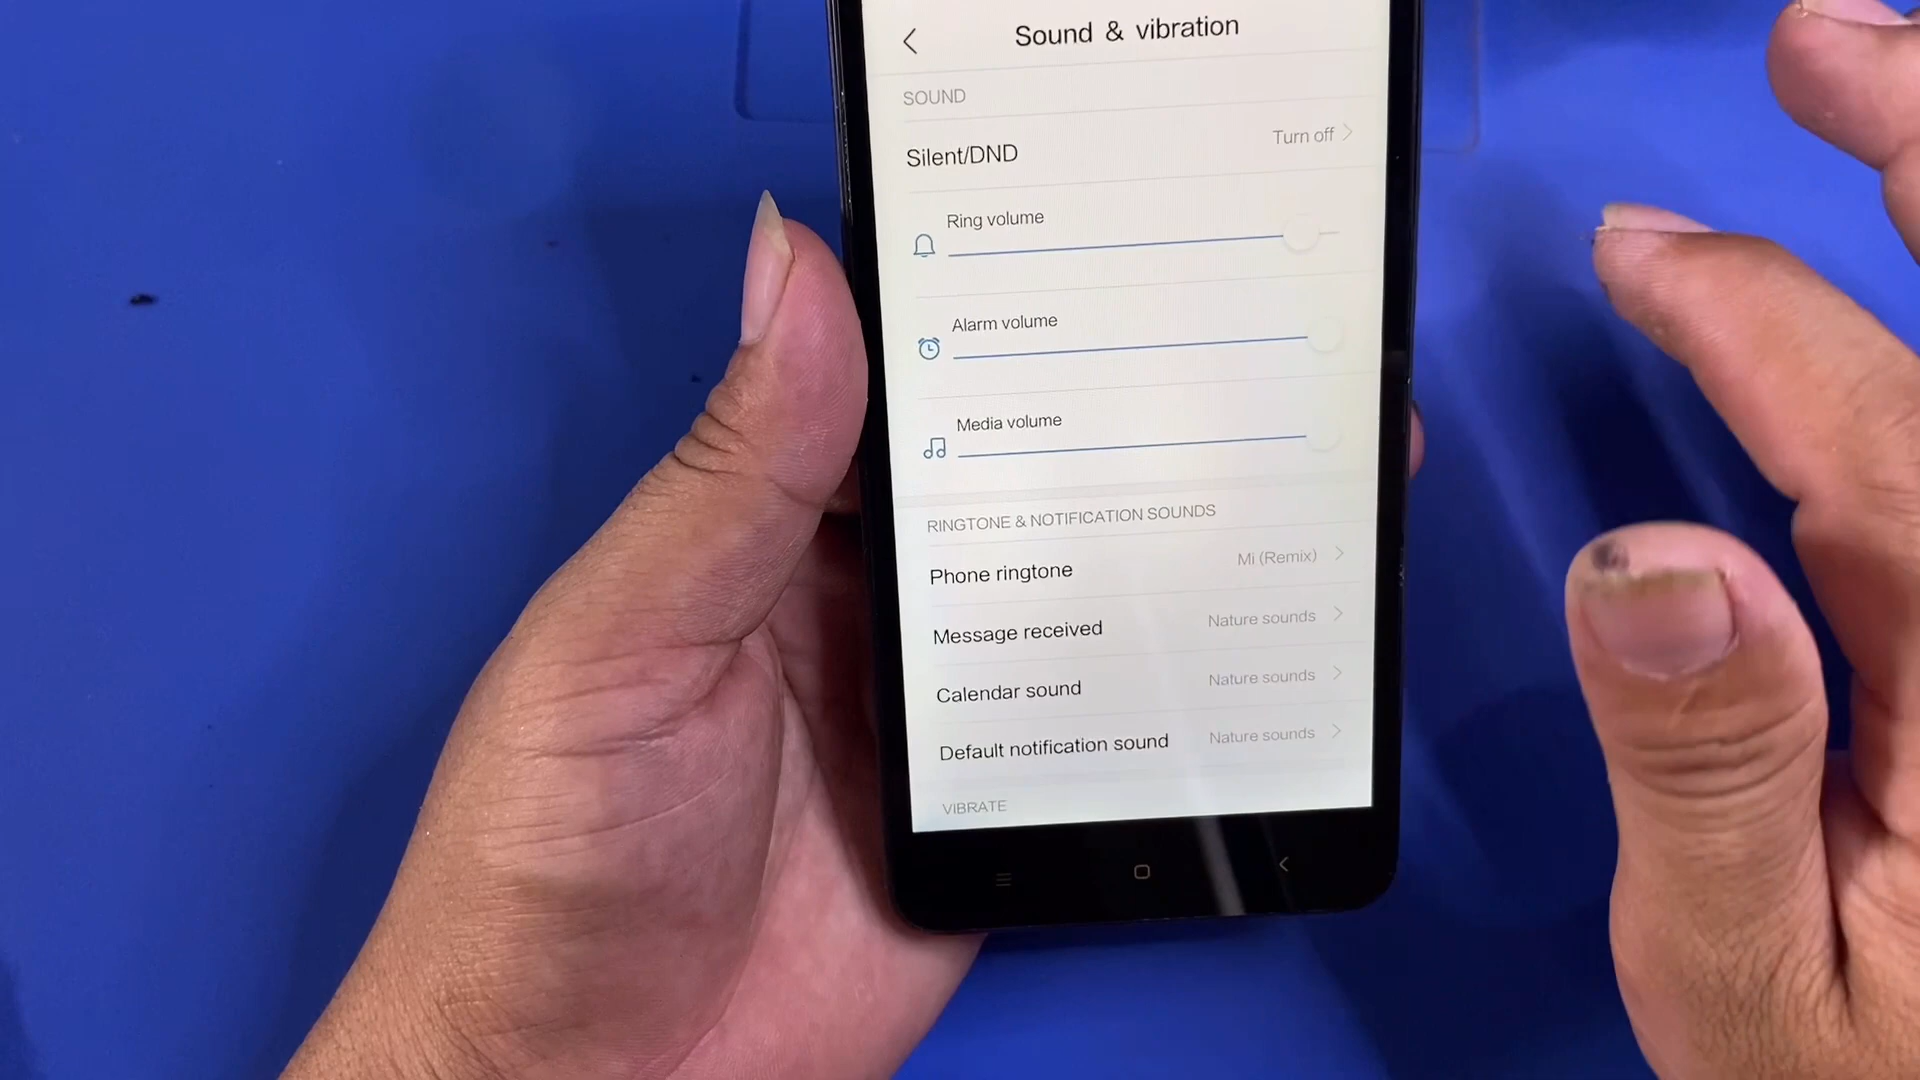 Sound & vibration
SOUND
Silent/DND Turn off
Ring volume
Alarm volume
Media volume
RINGTONE & NOTIFICATION SOUNDS
Phone ringtone Mi (Remix)
Message received Nature sounds
Calendar sound Nature sounds
Default notification sound Nature sounds
VIBRATE